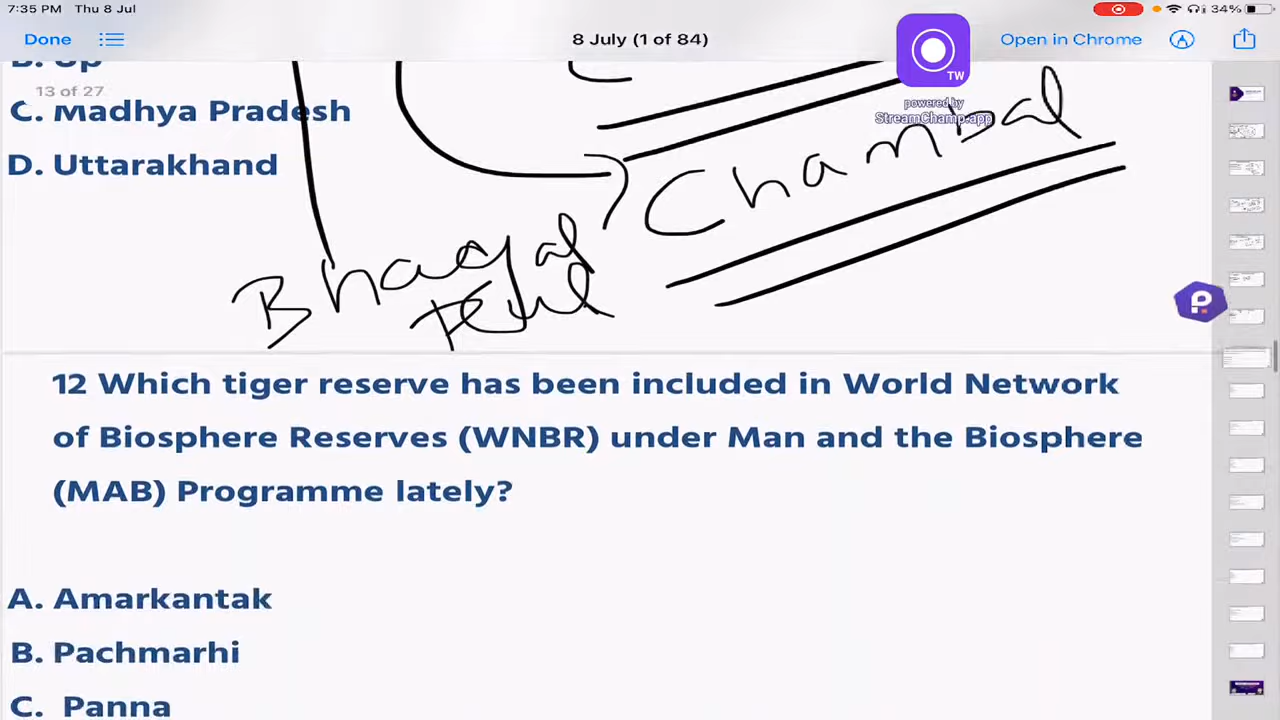 7:35 PM Thu 8 Jul
34%
Done
8 July (1 of 84)
Open in Chrome
TW
powered by
StreamChamp.app
B. Up
13 of 27
C. Madhya Pradesh
D. Uttarakhand
Chambal
12 Which tiger reserve has been included in World Network
of Biosphere Reserves (WNBR) under Man and the Biosphere
(MAB) Programme lately?
A. Amarkantak
B. Pachmarhi
C. Panna